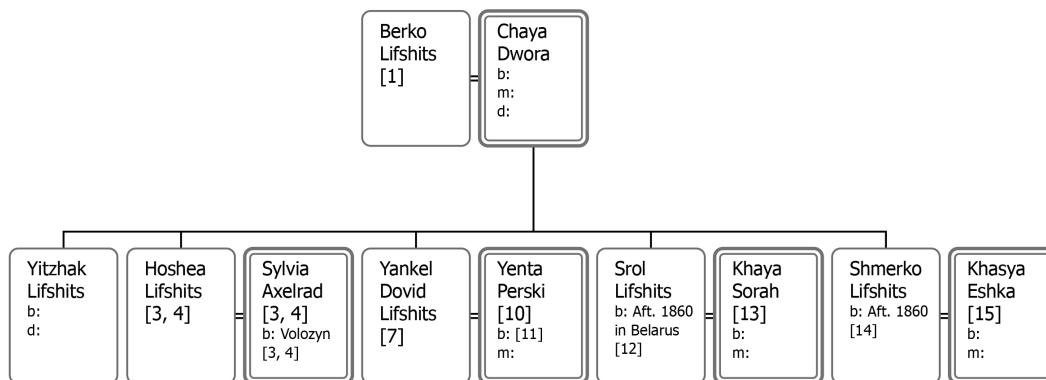 Berko
Lifshits
[1]
Chaya
Dwora
b:
m:
d:
Yitzhak
Lifshits
b:
d:
Hoshea
Lifshits
[3, 4]
Sylvia
Axelrad
[3, 4]
b: Volozyn
[3, 4]
Yankel
Dovid
Lifshits
[7]
Yenta
Perski
[10]
b: [11]
m:
Srol
Lifshits
b: Aft. 1860
in Belarus
[12]
Khaya
Sorah
[13]
b:
m:
Shmerko
Lifshits
b: Aft. 1860
[14]
Khasya
Eshka
[15]
b:
m: